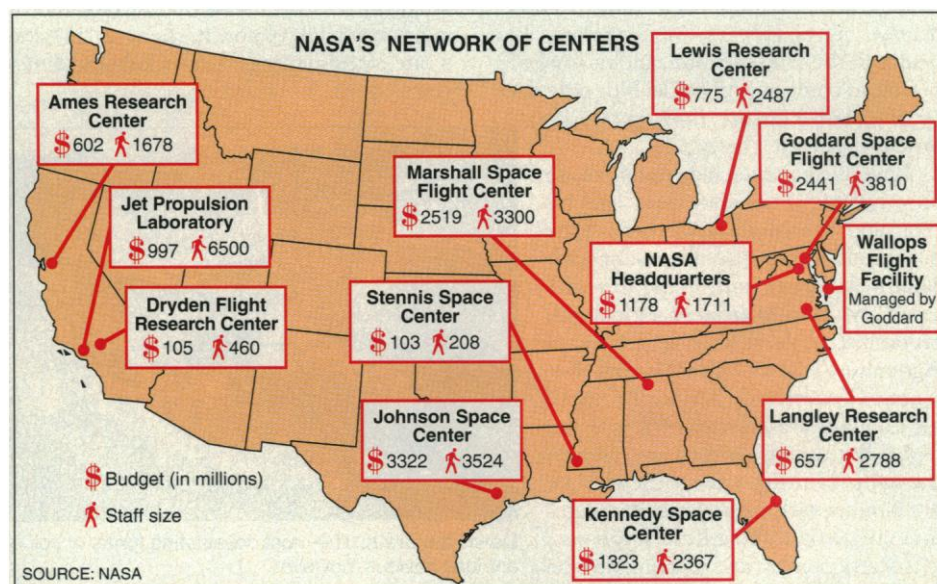 NASA'S NETWORK OF CENTERS
Lewis Research
Center
$775 2487
Ames Research
Center
$602 1678
Goddard Space
Flight Center
$2441 3810
Marshall Space
Flight Center
$2519 3300
Jet Propulsion
Laboratory
$997 6500
Wallops
Flight
Facility
Managed by
Goddard
NASA
Headquarters
$1178 1711
Stennis Space
Center
$103 208
Dryden Flight
Research Center
$105 460
Johnson Space
Center
$3322 3524
Langley Research
Center
$657 2788
$ Budget (in millions)
Staff size
Kennedy Space
Center
$1323 2367
SOURCE: NASA